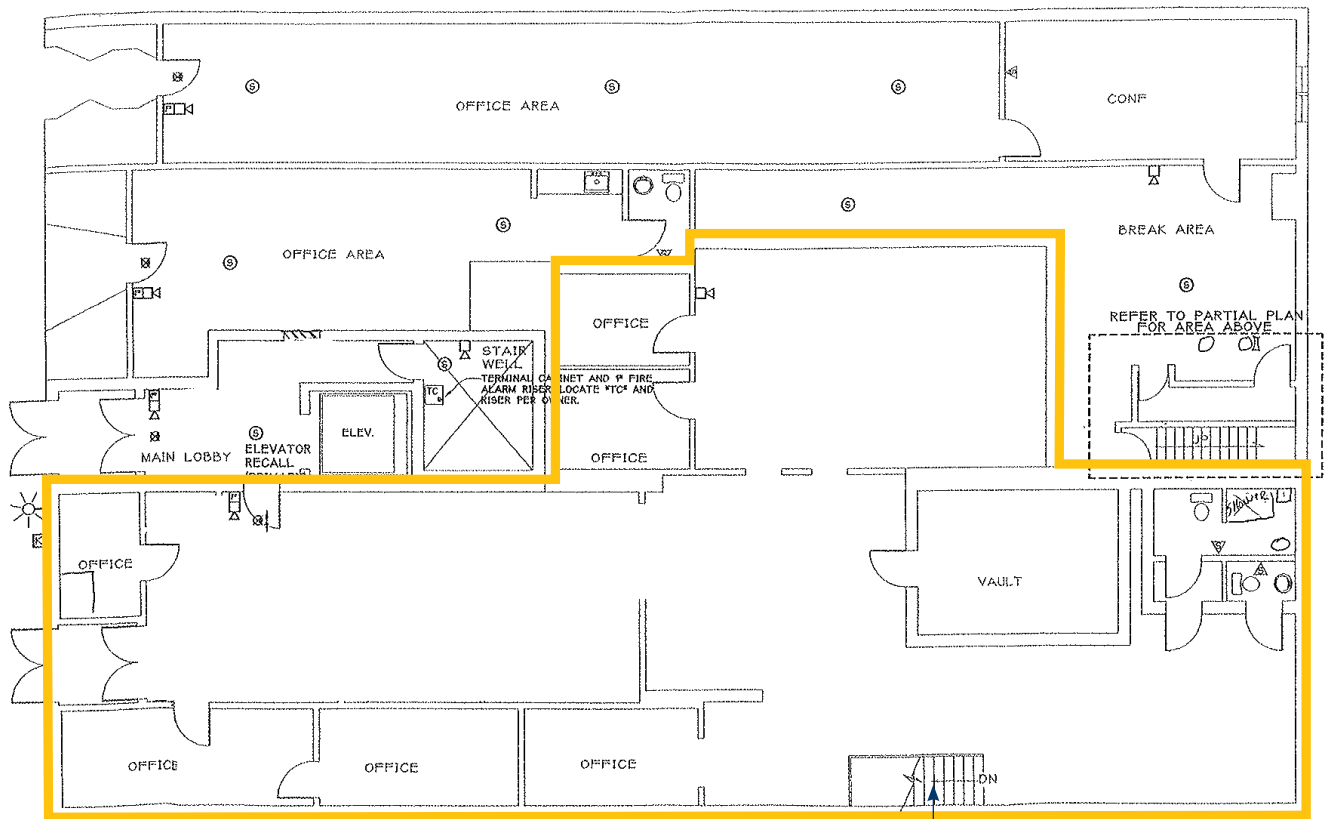 OFFICE AREA
CONF
OFFICE AREA
BREAK AREA
REFER TO PARTIAL PLAN
FOR AREA ABOVE
OFFICE
STAIR
WELL
TERMINAL CABINET AND 1" FIRE
ALARM RISER. LOCATE "TC" AND
RISER PER OWNER.
TC
ELEV.
MAIN LOBBY
ELEVATOR
RECALL
OFFICE
UP
SHOWER
OFFICE
VAULT
OFFICE
OFFICE
OFFICE
DN
S
S
S
S
S
S
S
S
S
S
F
F
F
F
K